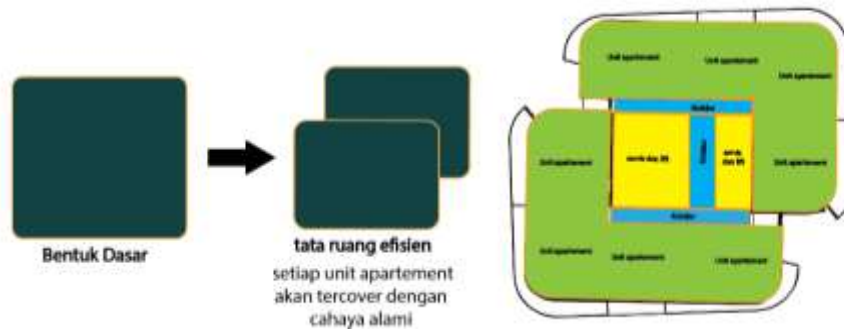 Bentuk Dasar
tata ruang efisien
setiap unit apartement
akan tercover dengan
cahaya alami
Unit apartement
Unit apartement
Unit apartement
Unit apartement
Unit apartement
Unit apartement
Unit apartement
Unit apartement